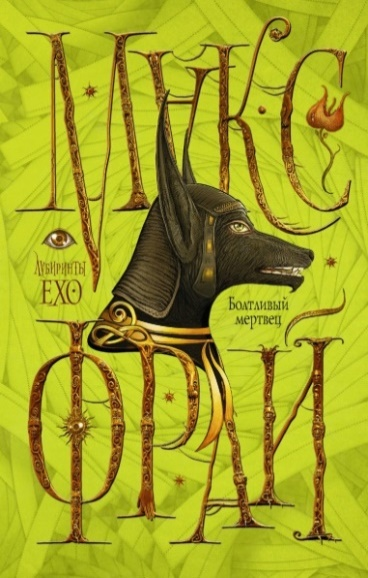 МАКС
Лабиринты
ЕХО
Болтливый
мертвец
ФРАЙ